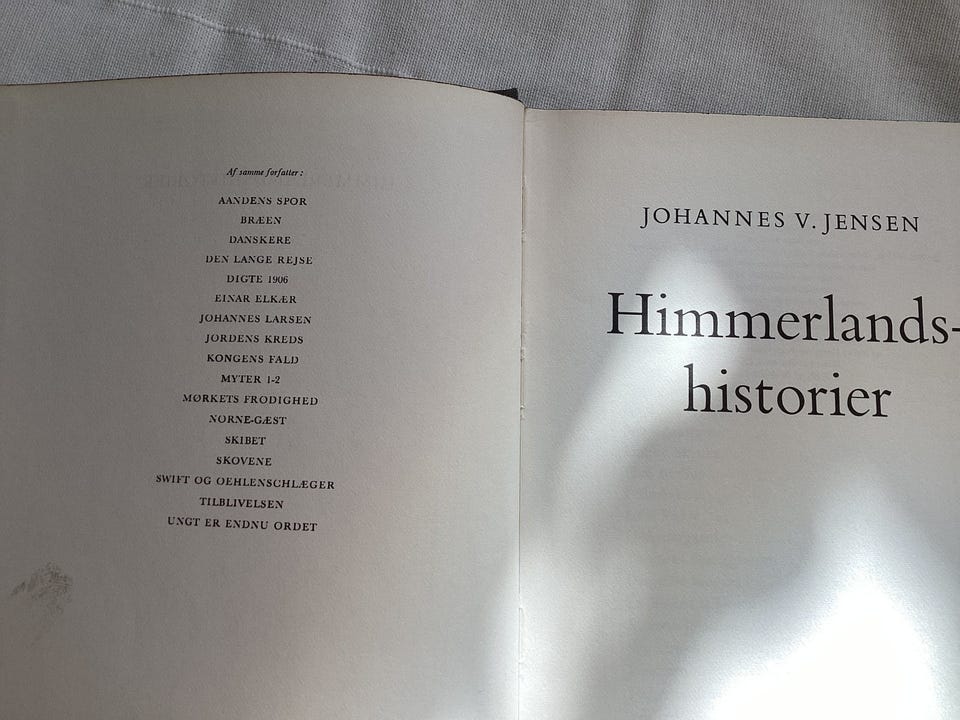 Af samme forfatter:
AANDENS SPOR
BRÆEN
DANSKERE
DEN LANGE REJSE
DIGTE 1906
EINAR ELKÆR
JOHANNES LARSEN
JORDENS KREDS
KONGENS FALD
MYTER 1-2
MØRKETS FRODIGHED
NORNE-GÆST
SKIBET
SKOVENE
SWIFT OG OEHLENSCHLÆGER
TILBLIVELSEN
UNGT ER ENDNU ORDET
JOHANNES V. JENSEN
Himmerlands-
historier